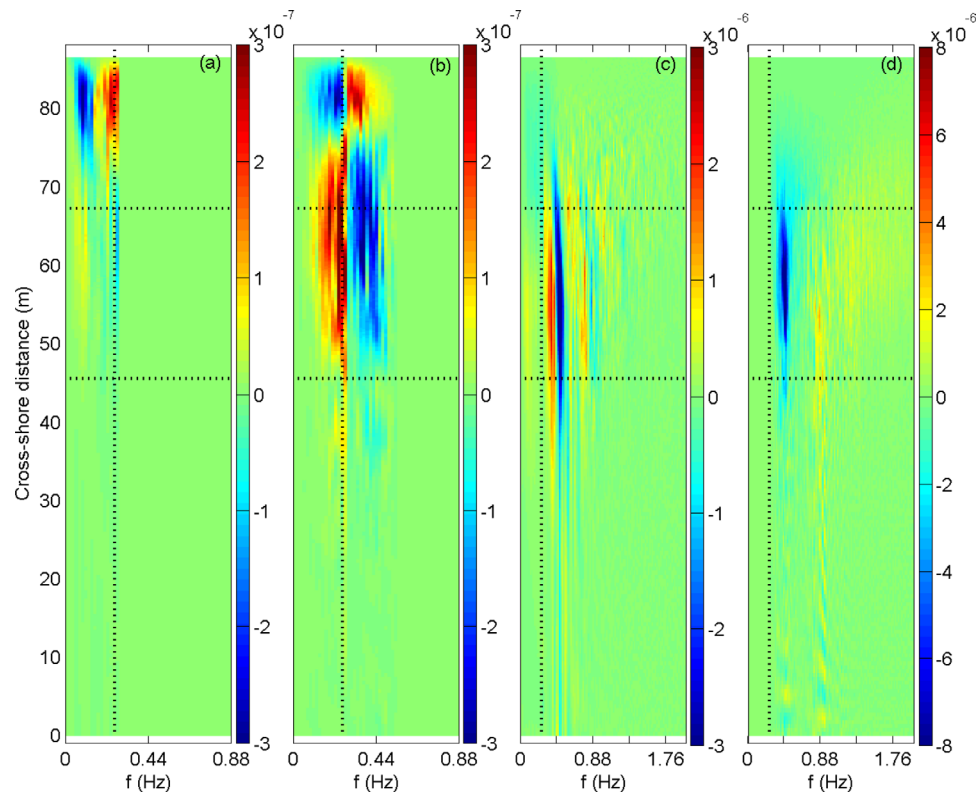 x 10⁻⁷
x 10⁻⁷
x 10⁻⁶
x 10⁻⁶
(a)
(b)
(c)
(d)
Cross-shore distance (m)
80
70
60
50
40
30
20
10
0
3
2
1
0
-1
-2
-3
3
2
1
0
-1
-2
-3
3
2
1
0
-1
-2
-3
8
6
4
2
0
-2
-4
-6
-8
0 0.44 0.88
0 0.44 0.88
0 0.88 1.76
0 0.88 1.76
f (Hz)
f (Hz)
f (Hz)
f (Hz)